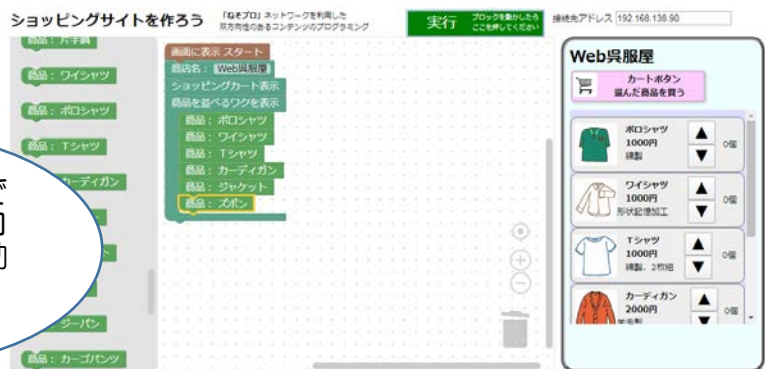 ショッピングサイトを作ろう
「ねそプロ」ネットワークを利用した
双方向性のあるコンテンツのプログラミング
実行
ブロックを動かしたら
ここを押してください
接続先アドレス 192.168.138.90
商品：片手鍋
商品：ワイシャツ
商品：ポロシャツ
商品：Tシャツ
カーディガン
ジーパン
商品：カーゴパンツ
画面に表示 スタート
商店名：Web呉服屋
ショッピングカート表示
商品を並べるワクを表示
商品：ポロシャツ
商品：ワイシャツ
商品：Tシャツ
商品：カーディガン
商品：ジャケット
商品：ズボン
Web呉服屋
カートボタン
選んだ商品を買う
ポロシャツ
1000円
綿製
0個
ワイシャツ
1000円
形状記憶加工
0個
Tシャツ
1000円
綿製、2枚組
0個
カーディガン
2000円
0個